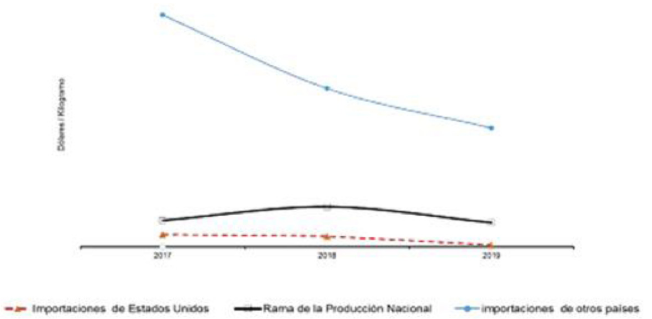 Dólares / Kilogramo
2017 2018 2019
Importaciones de Estados Unidos Rama de la Producción Nacional importaciones de otros países